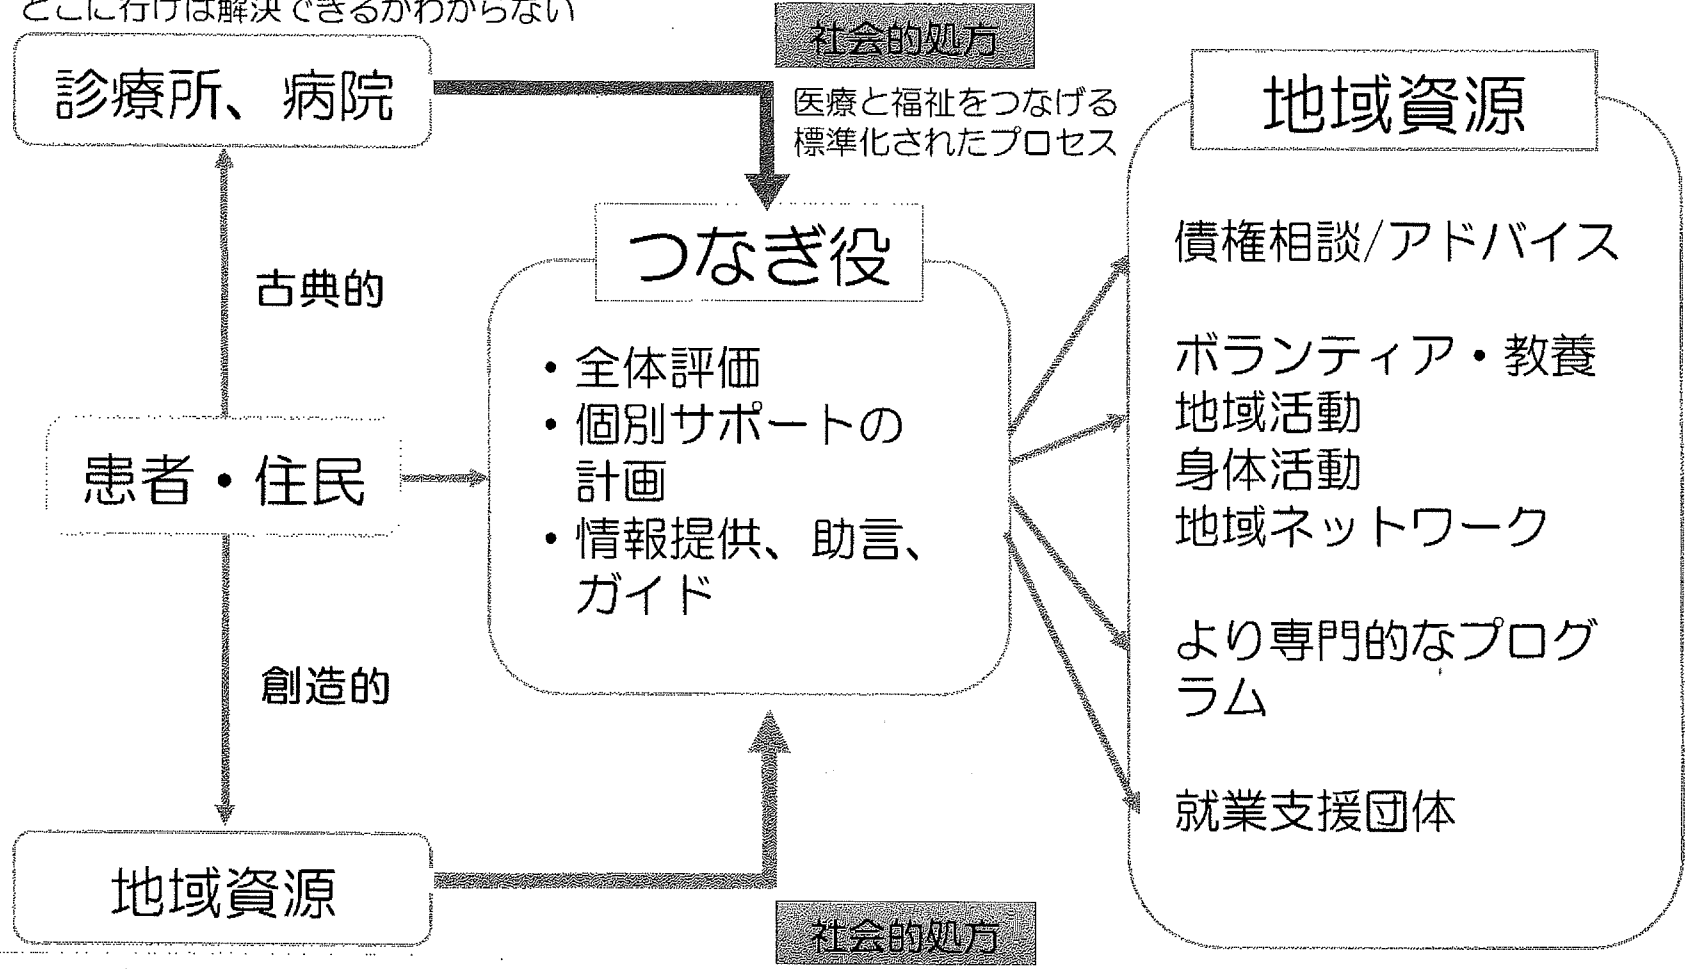 どこに行けば解決できるかわからない
社会的処方
診療所、病院
医療と福祉をつなげる
標準化されたプロセス
地域資源
つなぎ役
古典的
・全体評価
・個別サポートの
計画
・情報提供、助言、
ガイド
患者・住民
創造的
債権相談/アドバイス
ボランティア・教養
地域活動
身体活動
地域ネットワーク
より専門的なプログ
ラム
就業支援団体
地域資源
社会的処方